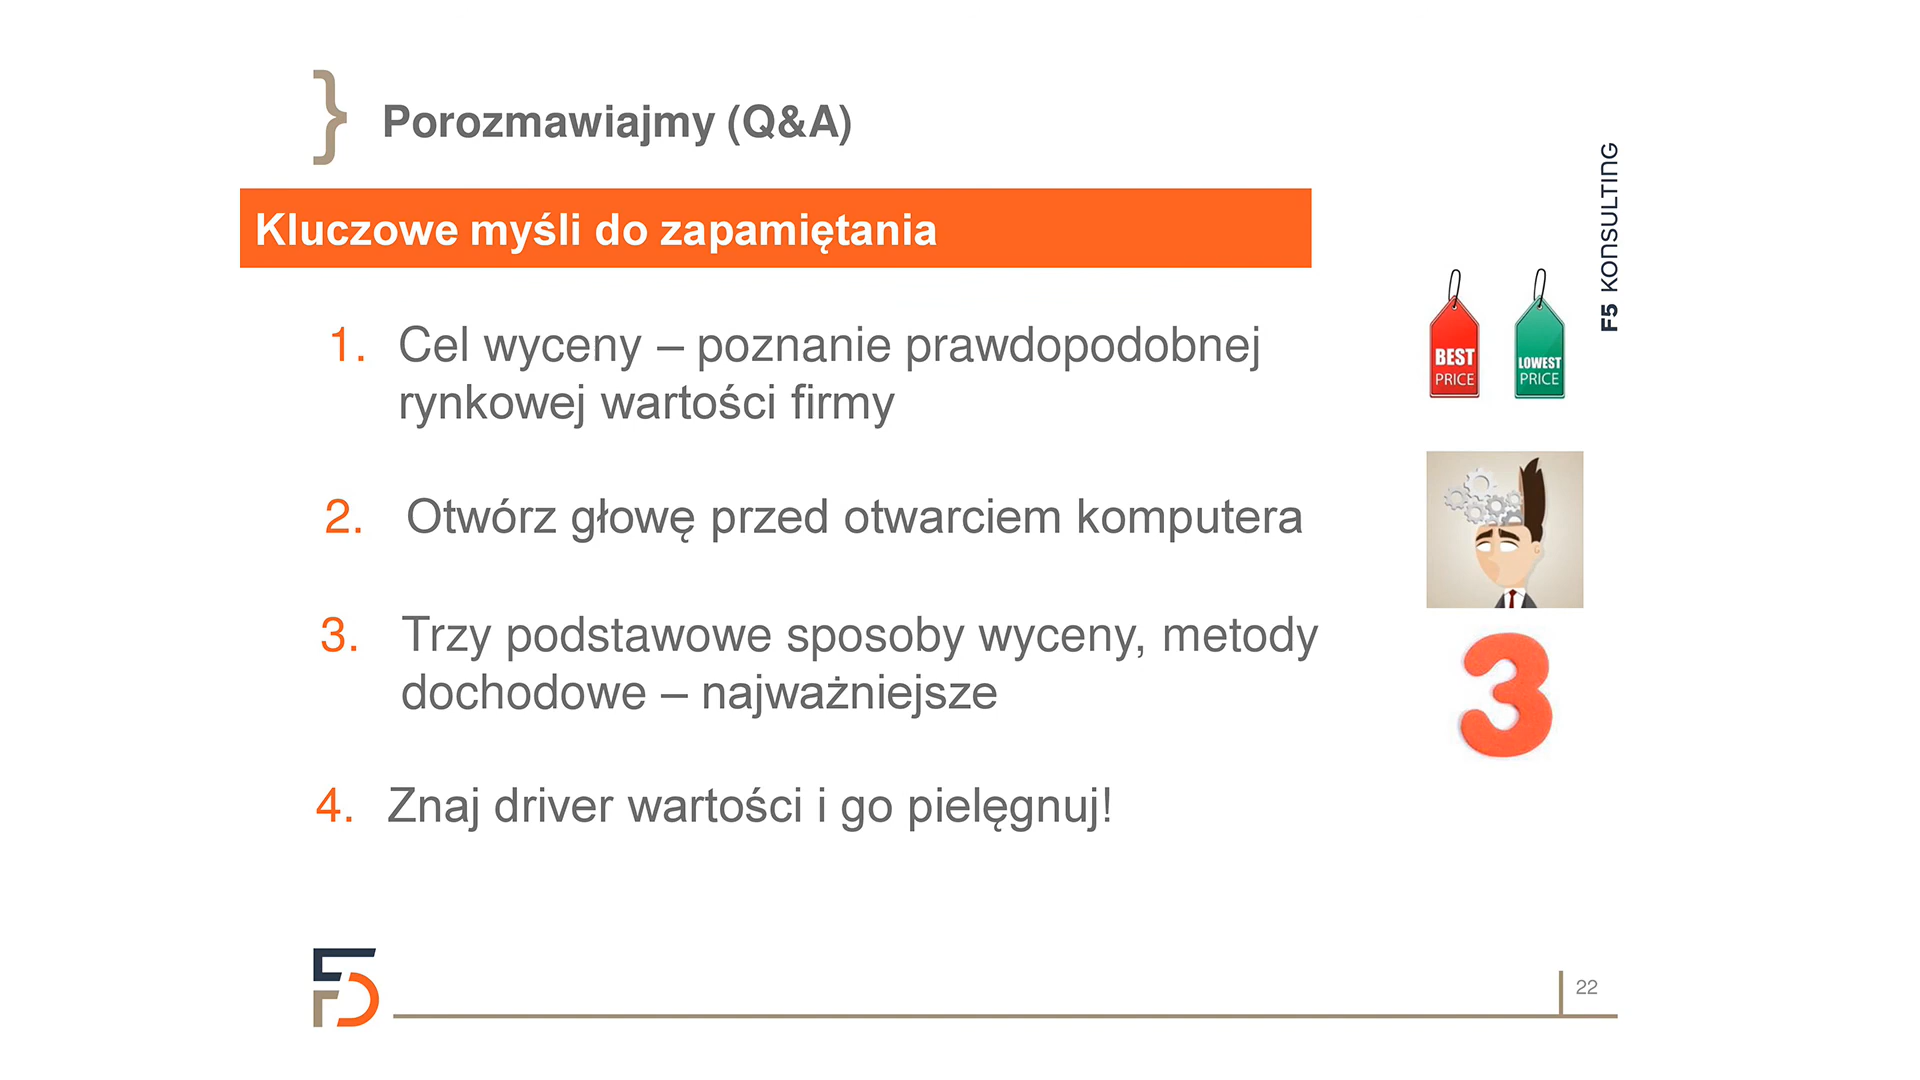 Porozmawiajmy (Q&A)
Kluczowe myśli do zapamiętania
1. Cel wyceny – poznanie prawdopodobnej
rynkowej wartości firmy
2. Otwórz głowę przed otwarciem komputera
3. Trzy podstawowe sposoby wyceny, metody
dochodowe – najważniejsze
4. Znaj driver wartości i go pielęgnuj!
F5 KONSULTING
BEST
PRICE
LOWEST
PRICE
3
F5
22